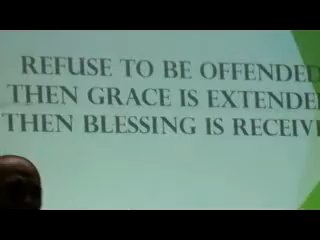 REFUSE TO BE OFFENDED
THEN GRACE IS EXTENDE
THEN BLESSING IS RECEIV